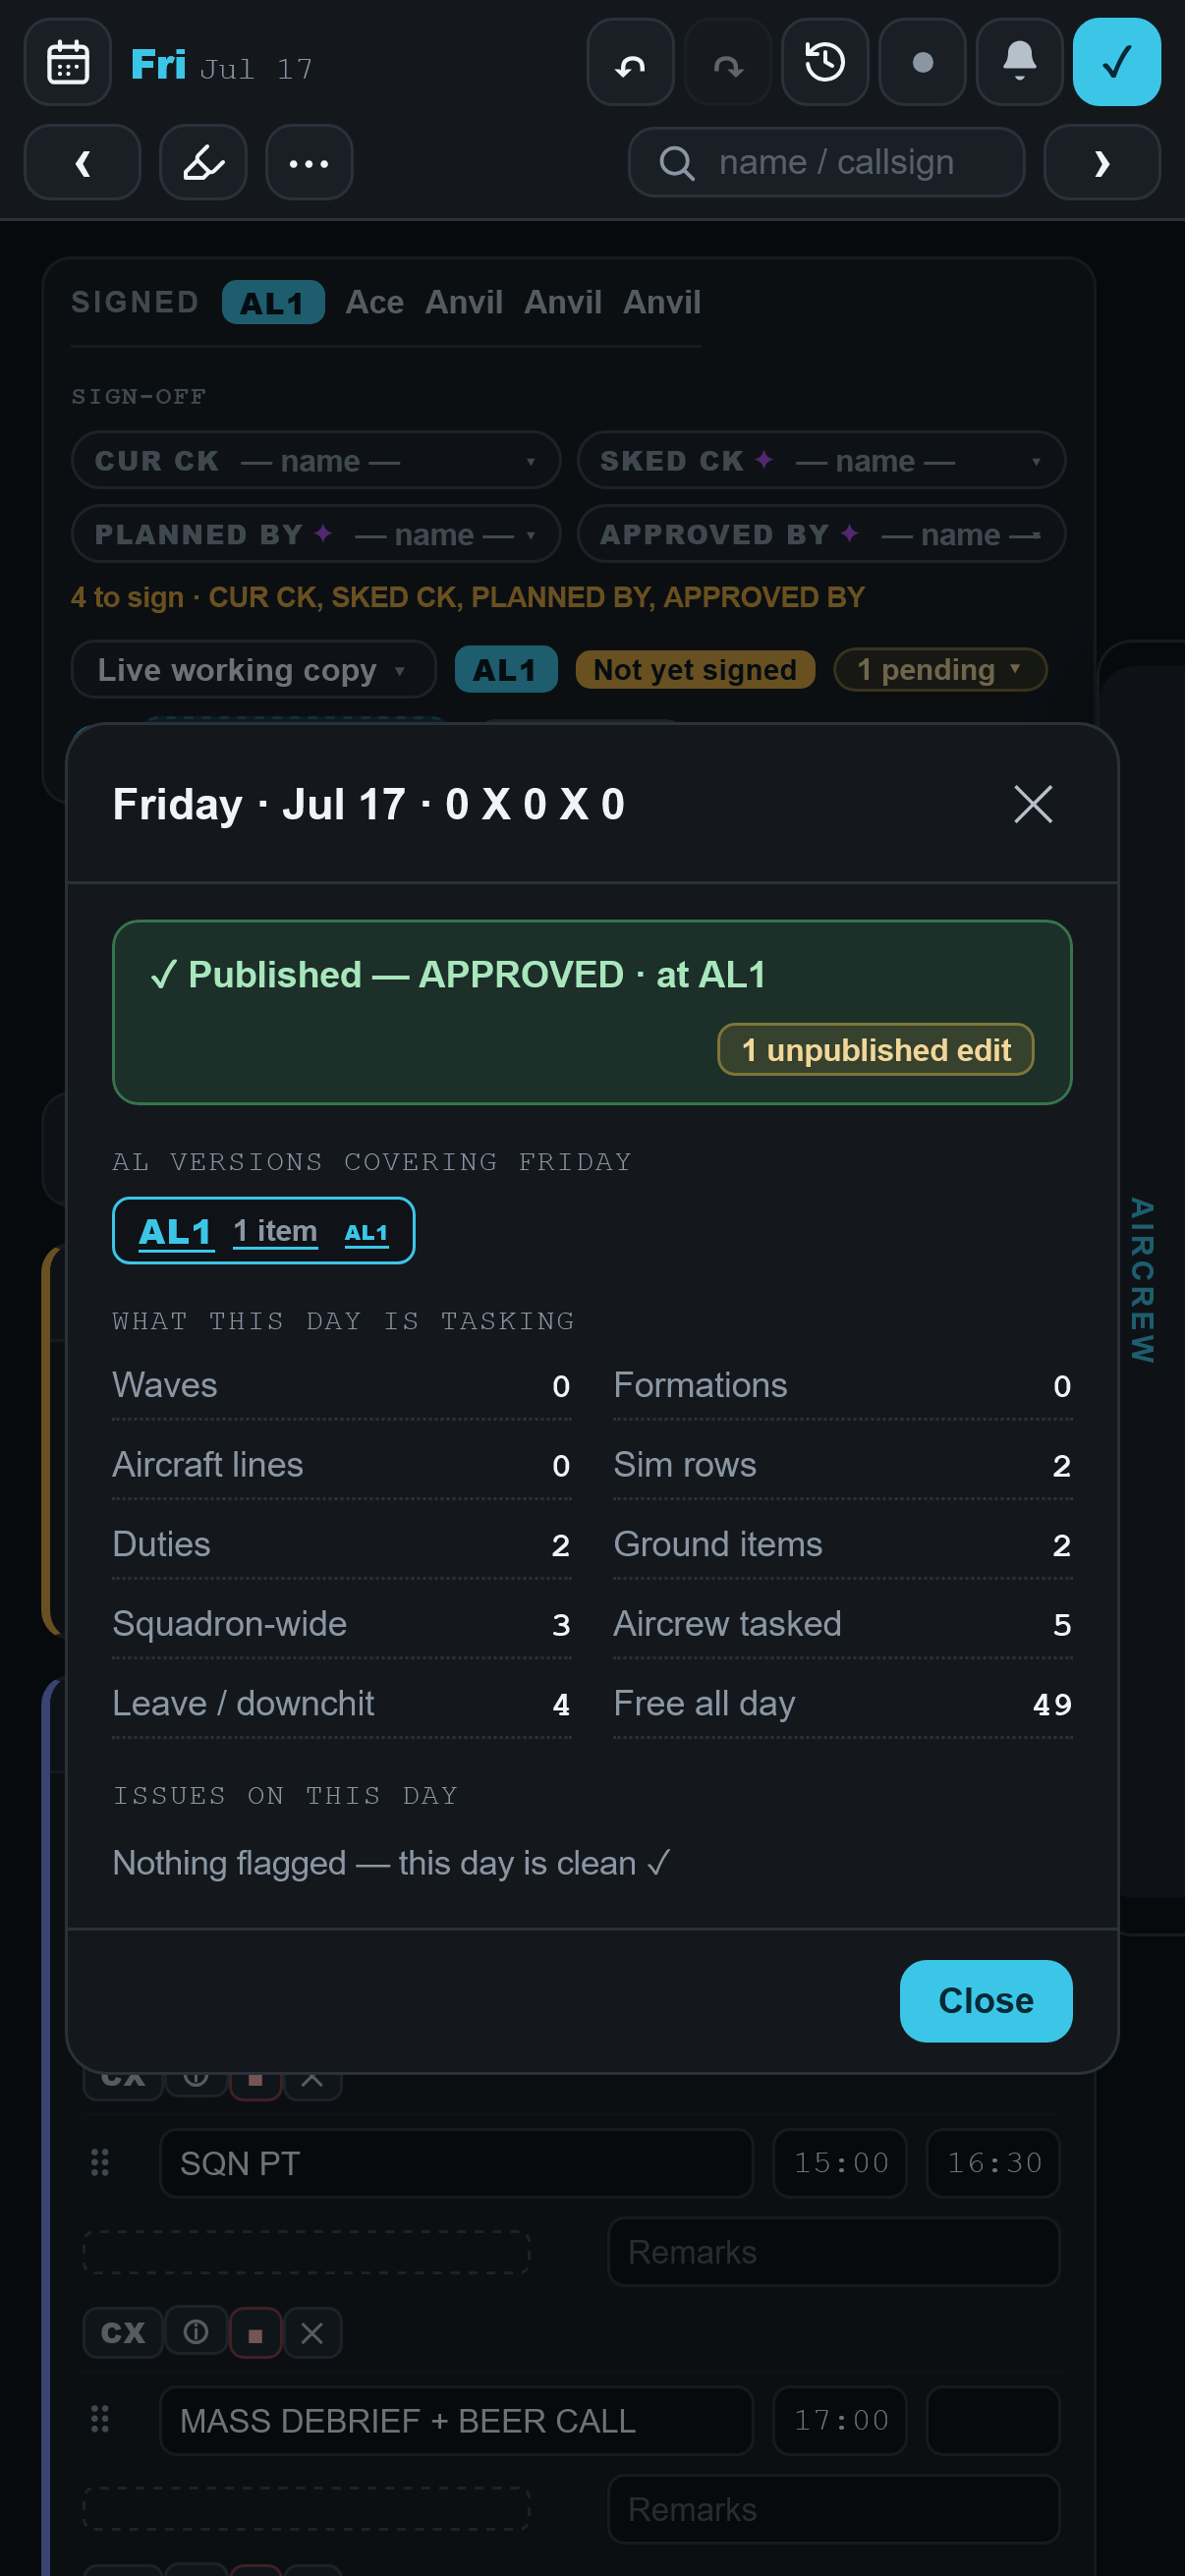 Fri Jul 17
name / callsign
SIGNED AL1 Ace Anvil Anvil Anvil
SIGN-OFF
CUR CK — name —
SKED CK ✦ — name —
PLANNED BY ✦ — name —
APPROVED BY ✦ — name —
4 to sign · CUR CK, SKED CK, PLANNED BY, APPROVED BY
Live working copy AL1 Not yet signed 1 pending
Friday · Jul 17 · 0 X 0 X 0
✓ Published — APPROVED · at AL1
1 unpublished edit
AL VERSIONS COVERING FRIDAY
AL1 1 item AL1
WHAT THIS DAY IS TASKING
Waves 0 Formations 0
Aircraft lines 0 Sim rows 2
Duties 2 Ground items 2
Squadron-wide 3 Aircrew tasked 5
Leave / downchit 4 Free all day 49
ISSUES ON THIS DAY
Nothing flagged — this day is clean ✓
Close
AIRCREW
CX
SQN PT 15:00 16:30
Remarks
CX
MASS DEBRIEF + BEER CALL 17:00
Remarks